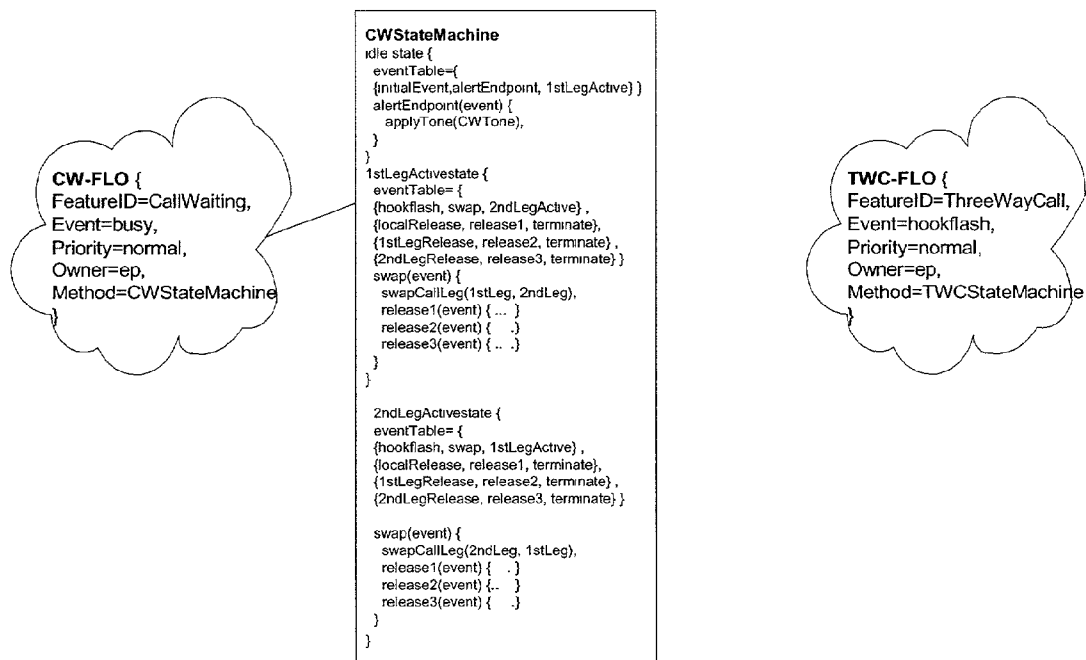 CW-FLO {
FeatureID=CallWaiting,
Event=busy,
Priority=normal,
Owner=ep,
Method=CWStateMachine
}
CWStateMachine
idle state {
eventTable={
{initialEvent,alertEndpoint, 1stLegActive} }
alertEndpoint(event) {
applyTone(CWTone),
}
}
1stLegActivestate {
eventTable= {
{hookflash, swap, 2ndLegActive} ,
{localRelease, release1, terminate},
{1stLegRelease, release2, terminate} ,
{2ndLegRelease, release3, terminate} }
swap(event) {
swapCallLeg(1stLeg, 2ndLeg),
release1(event) { ... }
release2(event) { .}
release3(event) { .. .}
}
}
2ndLegActivestate {
eventTable= {
{hookflash, swap, 1stLegActive} ,
{localRelease, release1, terminate},
{1stLegRelease, release2, terminate} ,
{2ndLegRelease, release3, terminate} }
swap(event) {
swapCallLeg(2ndLeg, 1stLeg),
release1(event) { . }
release2(event) {.. }
release3(event) { .}
}
}
TWC-FLO {
FeatureID=ThreeWayCall,
Event=hookflash,
Priority=normal,
Owner=ep,
Method=TWCStateMachine
}